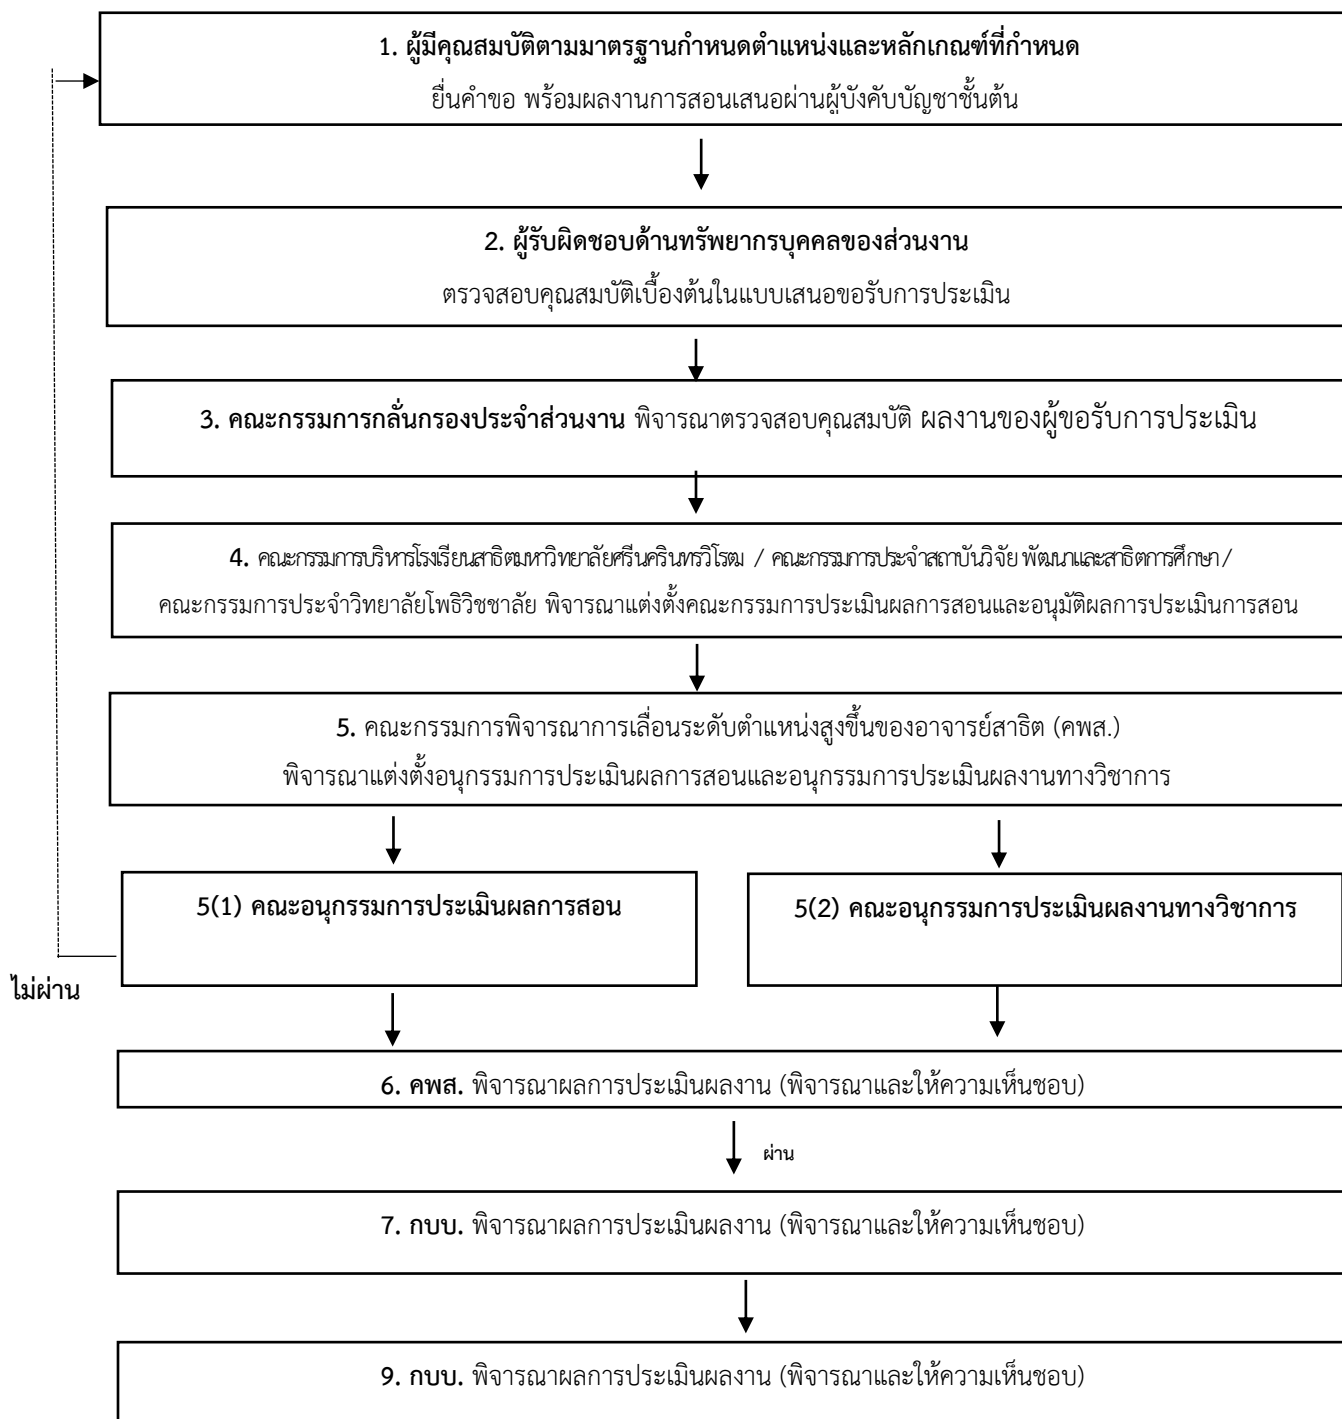 1. ผู้มีคุณสมบัติตามมาตรฐานกำหนดตำแหน่งและหลักเกณฑ์ที่กำหนด
ยื่นคำขอ พร้อมผลงานการสอนเสนอผ่านผู้บังคับบัญชาชั้นต้น
2. ผู้รับผิดชอบด้านทรัพยากรบุคคลของส่วนงาน
ตรวจสอบคุณสมบัติเบื้องต้นในแบบเสนอขอรับการประเมิน
3. คณะกรรมการกลั่นกรองประจำส่วนงาน พิจารณาตรวจสอบคุณสมบัติ ผลงานของผู้ขอรับการประเมิน
4. คณะกรรมการบริหารโรงเรียนสาธิตมหาวิทยาลัยศรีนครินทรวิโรฒ / คณะกรรมการประจำสถาบันวิจัย พัฒนาและสาธิตการศึกษา /
คณะกรรมการประจำวิทยาลัยโพธิวิชชาลัย พิจารณาแต่งตั้งคณะกรรมการประเมินผลการสอนและอนุมัติผลการประเมินการสอน
5. คณะกรรมการพิจารณาการเลื่อนระดับตำแหน่งสูงขึ้นของอาจารย์สาธิต (คพส.)
พิจารณาแต่งตั้งอนุกรรมการประเมินผลการสอนและอนุกรรมการประเมินผลงานทางวิชาการ
5(1) คณะอนุกรรมการประเมินผลการสอน
5(2) คณะอนุกรรมการประเมินผลงานทางวิชาการ
ไม่ผ่าน
6. คพส. พิจารณาผลการประเมินผลงาน (พิจารณาและให้ความเห็นชอบ)
ผ่าน
7. กบบ. พิจารณาผลการประเมินผลงาน (พิจารณาและให้ความเห็นชอบ)
9. กบบ. พิจารณาผลการประเมินผลงาน (พิจารณาและให้ความเห็นชอบ)